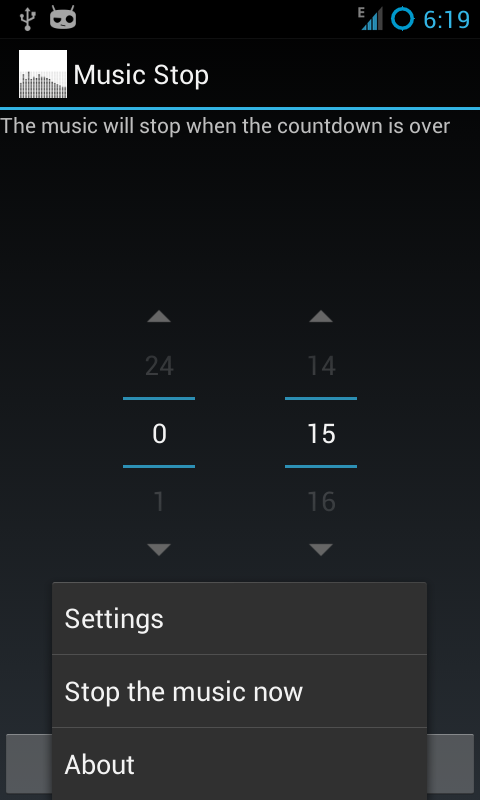 E
6:19
Music Stop
The music will stop when the countdown is over
24 14
0 15
1 16
Settings
Stop the music now
About